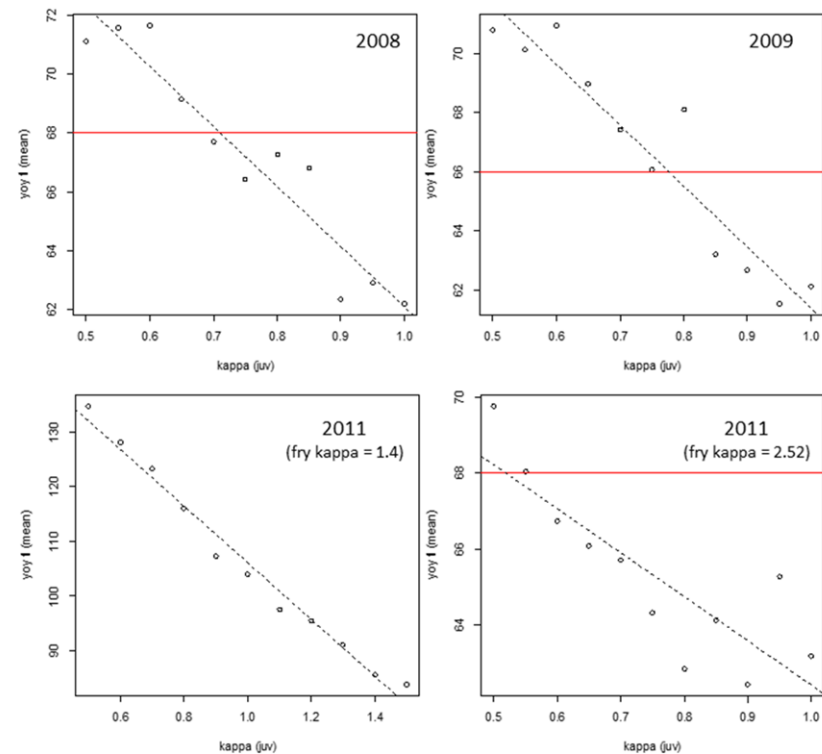 2008
yoy l (mean)
72
70
68
66
64
62
0.5 0.6 0.7 0.8 0.9 1.0
kappa (juv)
2009
yoy l (mean)
70
68
66
64
62
0.5 0.6 0.7 0.8 0.9 1.0
kappa (juv)
2011
(fry kappa = 1.4)
yoy l (mean)
130
120
110
100
90
0.6 0.8 1.0 1.2 1.4
kappa (juv)
2011
(fry kappa = 2.52)
yoy l (mean)
70
68
66
64
0.5 0.6 0.7 0.8 0.9 1.0
kappa (juv)